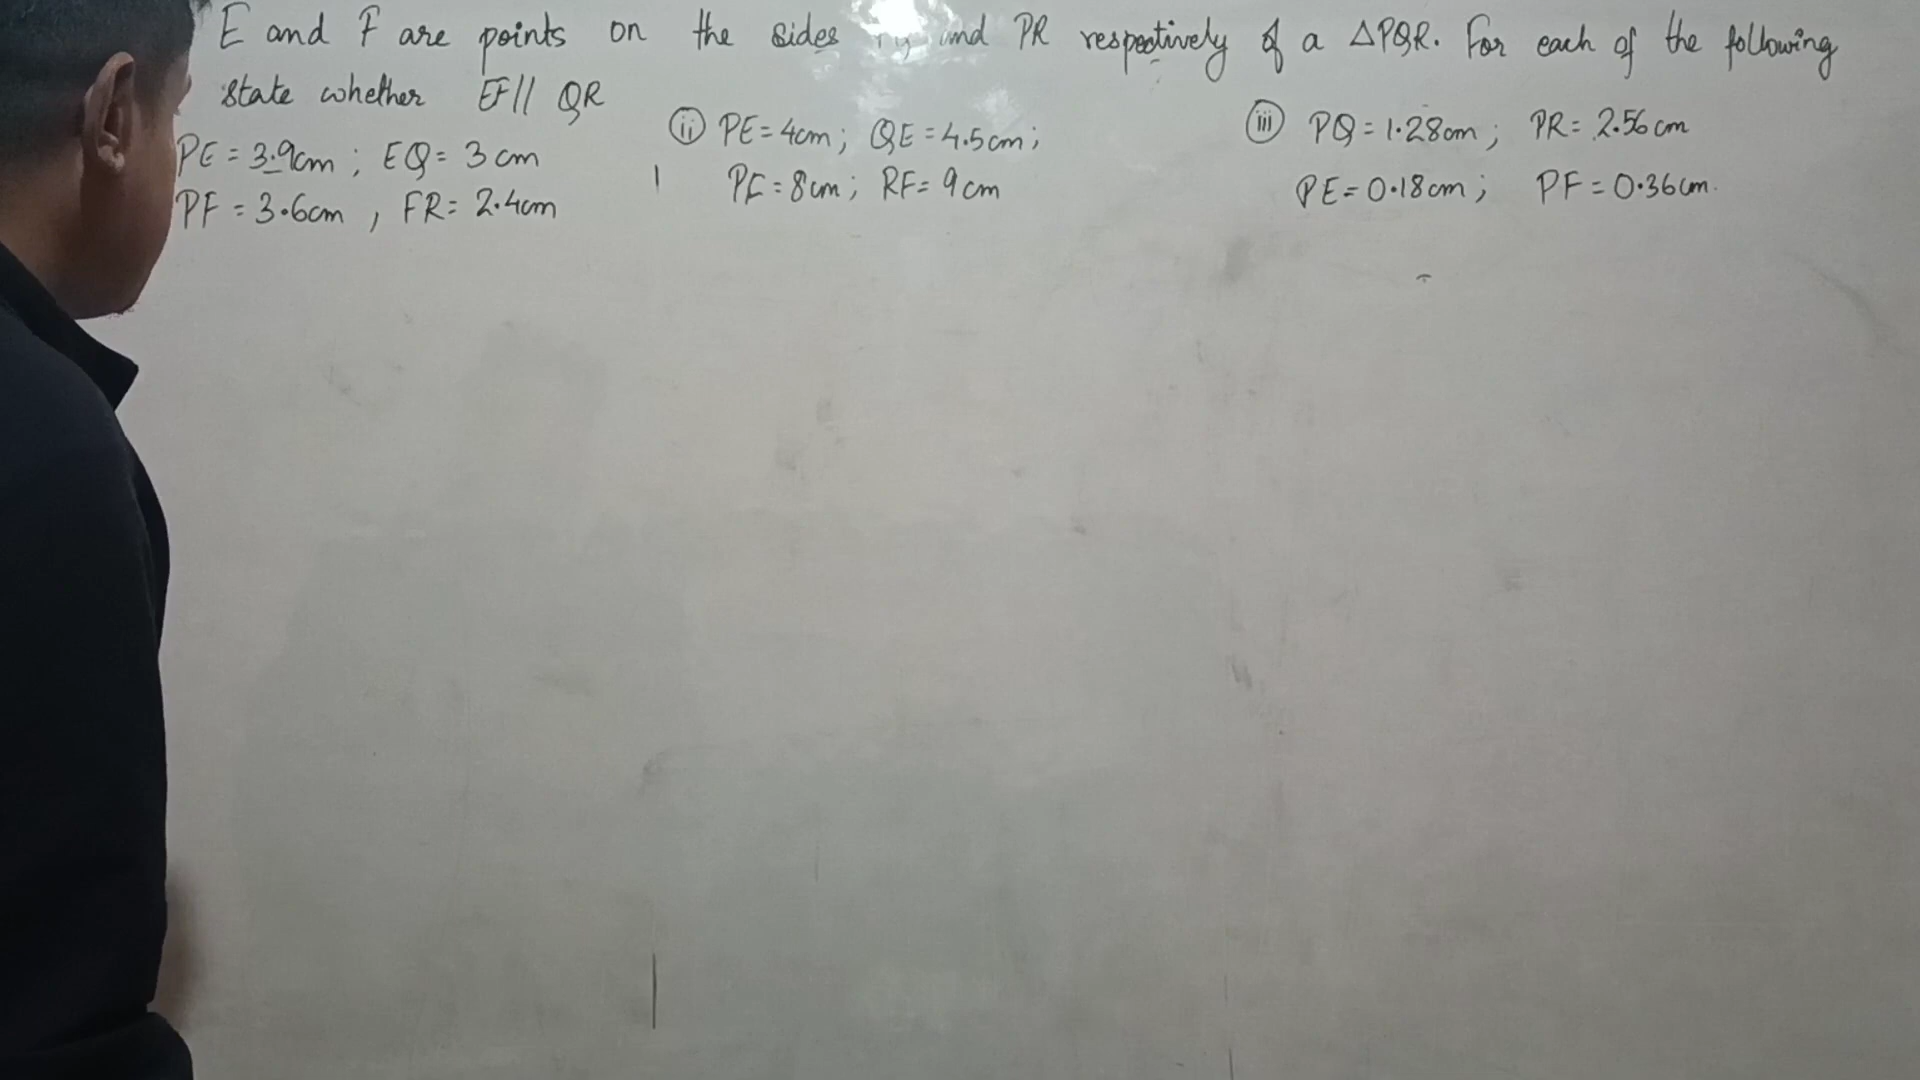 E and F are points on the sides and PR respectively of a △PQR. For each of the following
state whether EF // QR
PE = 3.9cm ; EQ = 3 cm
PF = 3.6cm , FR = 2.4cm
(ii) PE = 4cm ; QE = 4.5cm ;
PF = 8cm ; RF = 9cm
(iii) PQ = 1.28cm ; PR = 2.56 cm
PE = 0.18cm ; PF = 0.36cm.